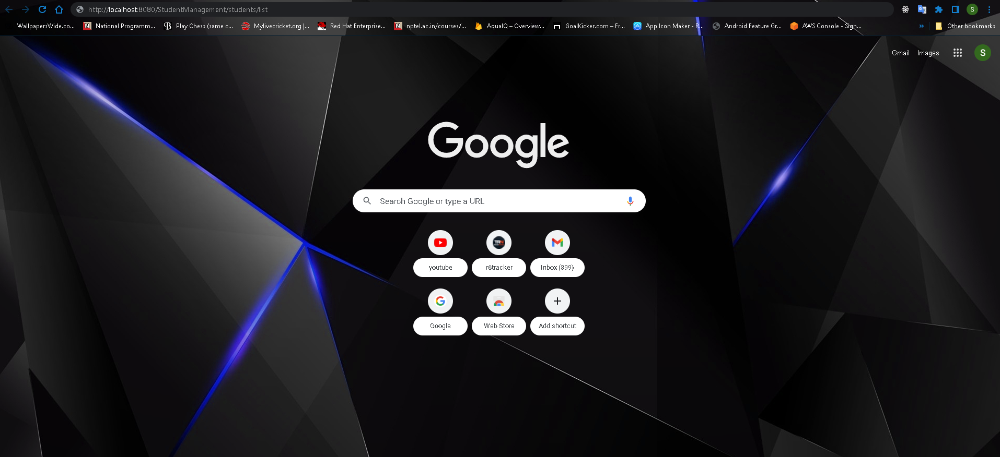 http://localhost:8080/StudentManagement/students/list
S
WallpapersWide.co... National Programm... Play Chess (same c... Mylivecricket.org |... Red Hat Enterprise... nptel.ac.in/courses/... AquaIQ – Overview... GoalKicker.com – Fr... App Icon Maker - R... Android Feature Gr... AWS Console - Sign... » Other bookmarks
Gmail Images S
Google
Search Google or type a URL
youtube r6tracker Inbox (399)
Google Web Store Add shortcut